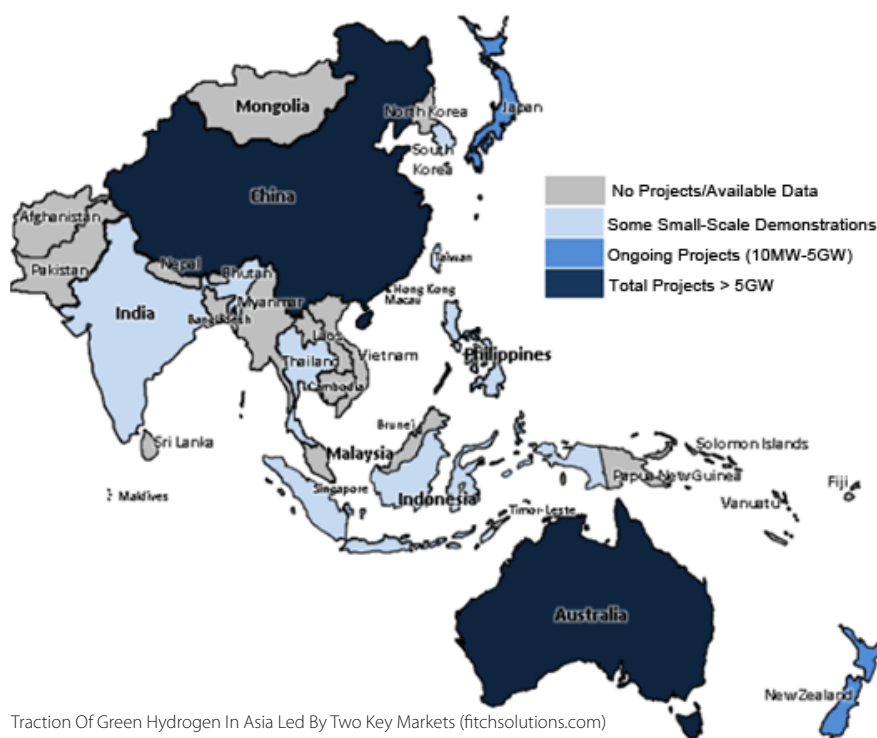 Mongolia
North Korea
Japan
South
Korea
China
No Projects/Available Data
Some Small-Scale Demonstrations
Ongoing Projects (10MW-5GW)
Total Projects > 5GW
Afghanistan
Pakistan
Nepal
Bhutan
Taiwan
Hong Kong
Macau
India
Bangladesh
Myanmar
Laos
Thailand
Vietnam
Cambodia
Philippines
Sri Lanka
Brunei
Malaysia
Maldives
Singapore
Indonesia
Solomon Islands
Papua New Guinea
Fiji
Vanuatu
Timor-Leste
Australia
New Zealand
Traction Of Green Hydrogen In Asia Led By Two Key Markets (fitchsolutions.com)